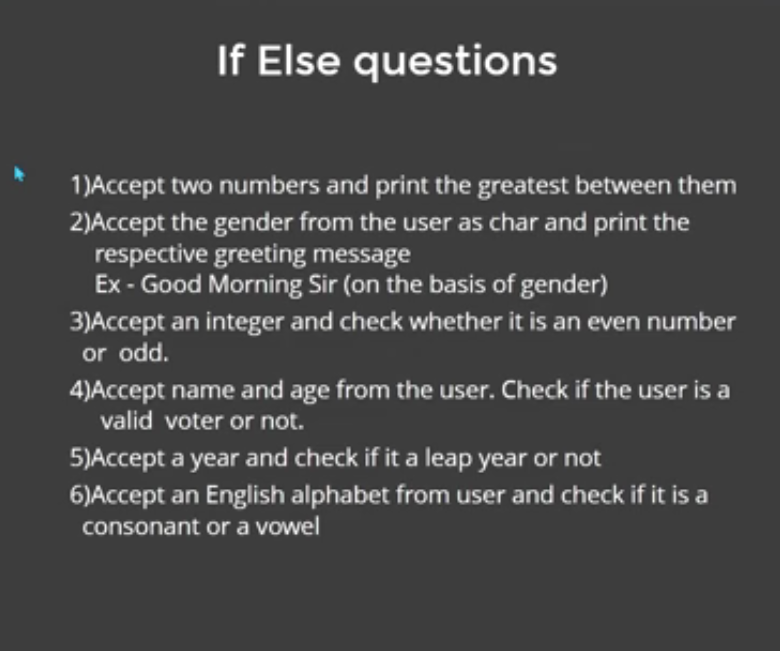 If Else questions
1)Accept two numbers and print the greatest between them
2)Accept the gender from the user as char and print the
respective greeting message
Ex - Good Morning Sir (on the basis of gender)
3)Accept an integer and check whether it is an even number
or odd.
4)Accept name and age from the user. Check if the user is a
valid voter or not.
5)Accept a year and check if it a leap year or not
6)Accept an English alphabet from user and check if it is a
consonant or a vowel